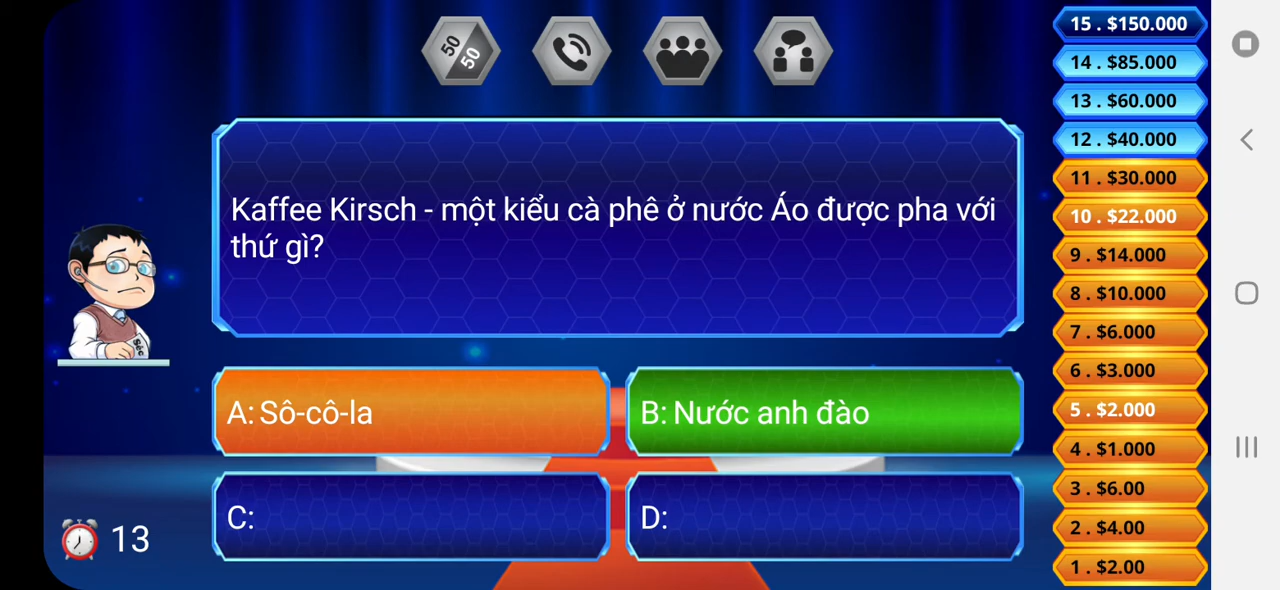 50
50
Kaffee Kirsch - một kiểu cà phê ở nước Áo được pha với
thứ gì?
A: Sô-cô-la
B: Nước anh đào
C:
D:
13
15 . $150.000
14 . $85.000
13 . $60.000
12 . $40.000
11 . $30.000
10 . $22.000
9 . $14.000
8 . $10.000
7 . $6.000
6 . $3.000
5 . $2.000
4 . $1.000
3 . $6.00
2 . $4.00
1 . $2.00